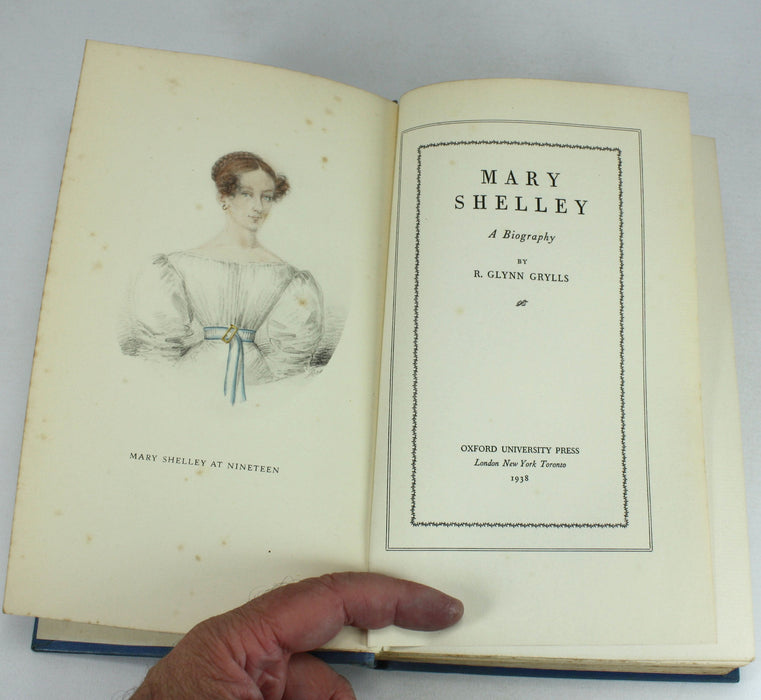 MARY SHELLEY AT NINETEEN
MARY
SHELLEY
A Biography
BY
R. GLYNN GRYLLS
OXFORD UNIVERSITY PRESS
London New York Toronto
1938